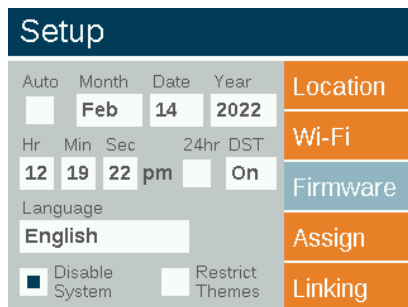 Setup
Auto Month Date Year
Feb 14 2022
Hr Min Sec 24hr DST
12 19 22 pm On
Language
English
Disable System
Restrict Themes
Location
Wi-Fi
Firmware
Assign
Linking